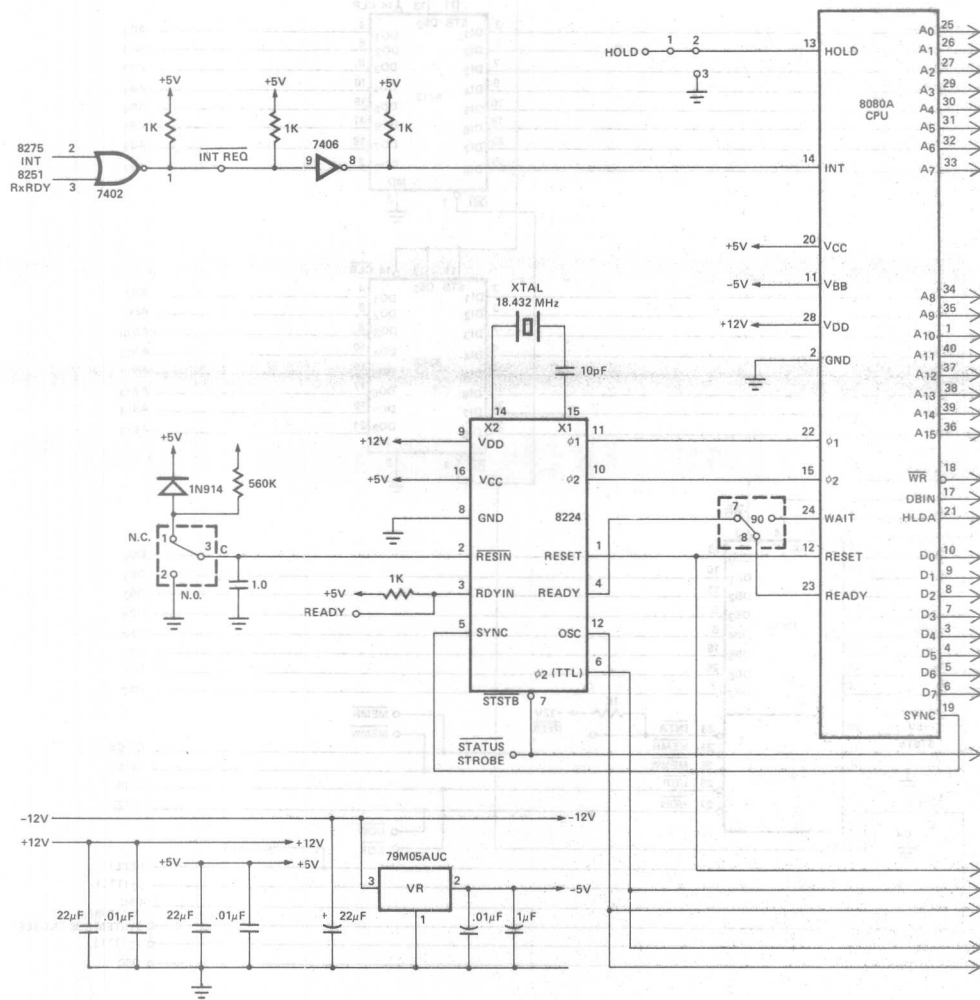 HOLD
1
2
3
13
HOLD
8080A
CPU
A0
25
A1
26
A2
27
A3
29
A4
30
A5
31
A6
32
A7
33
+5V
1K
+5V
1K
+5V
1K
8275
INT
8251
RxRDY
2
3
7402
1
INT REQ
9
7406
8
14
INT
+5V
20
VCC
-5V
11
VBB
+12V
28
VDD
2
GND
A8
34
A9
35
A10
1
A11
40
A12
37
A13
38
A14
39
A15
36
XTAL
18.432 MHz
10pF
14
X2
15
X1
+12V
9
VDD
+5V
16
VCC
8
GND
8224
φ1
11
22
φ1
φ2
10
15
φ2
WR
18
DBIN
17
HLDA
21
+5V
1N914
560K
N.C.
1
3
C
2
N.O.
1.0
2
RESIN
RESET
1
7
90
8
24
WAIT
12
RESET
23
READY
+5V
1K
3
RDYIN
READY
READY
4
5
SYNC
OSC
12
φ2 (TTL)
6
STSTB
7
STATUS
STROBE
D0
10
D1
9
D2
8
D3
7
D4
3
D5
4
D6
5
D7
6
SYNC
19
-12V
-12V
+12V
+12V
+5V
+5V
79M05AUC
3
VR
2
1
-5V
22μF
.01μF
22μF
.01μF
+
22μF
.01μF
1μF